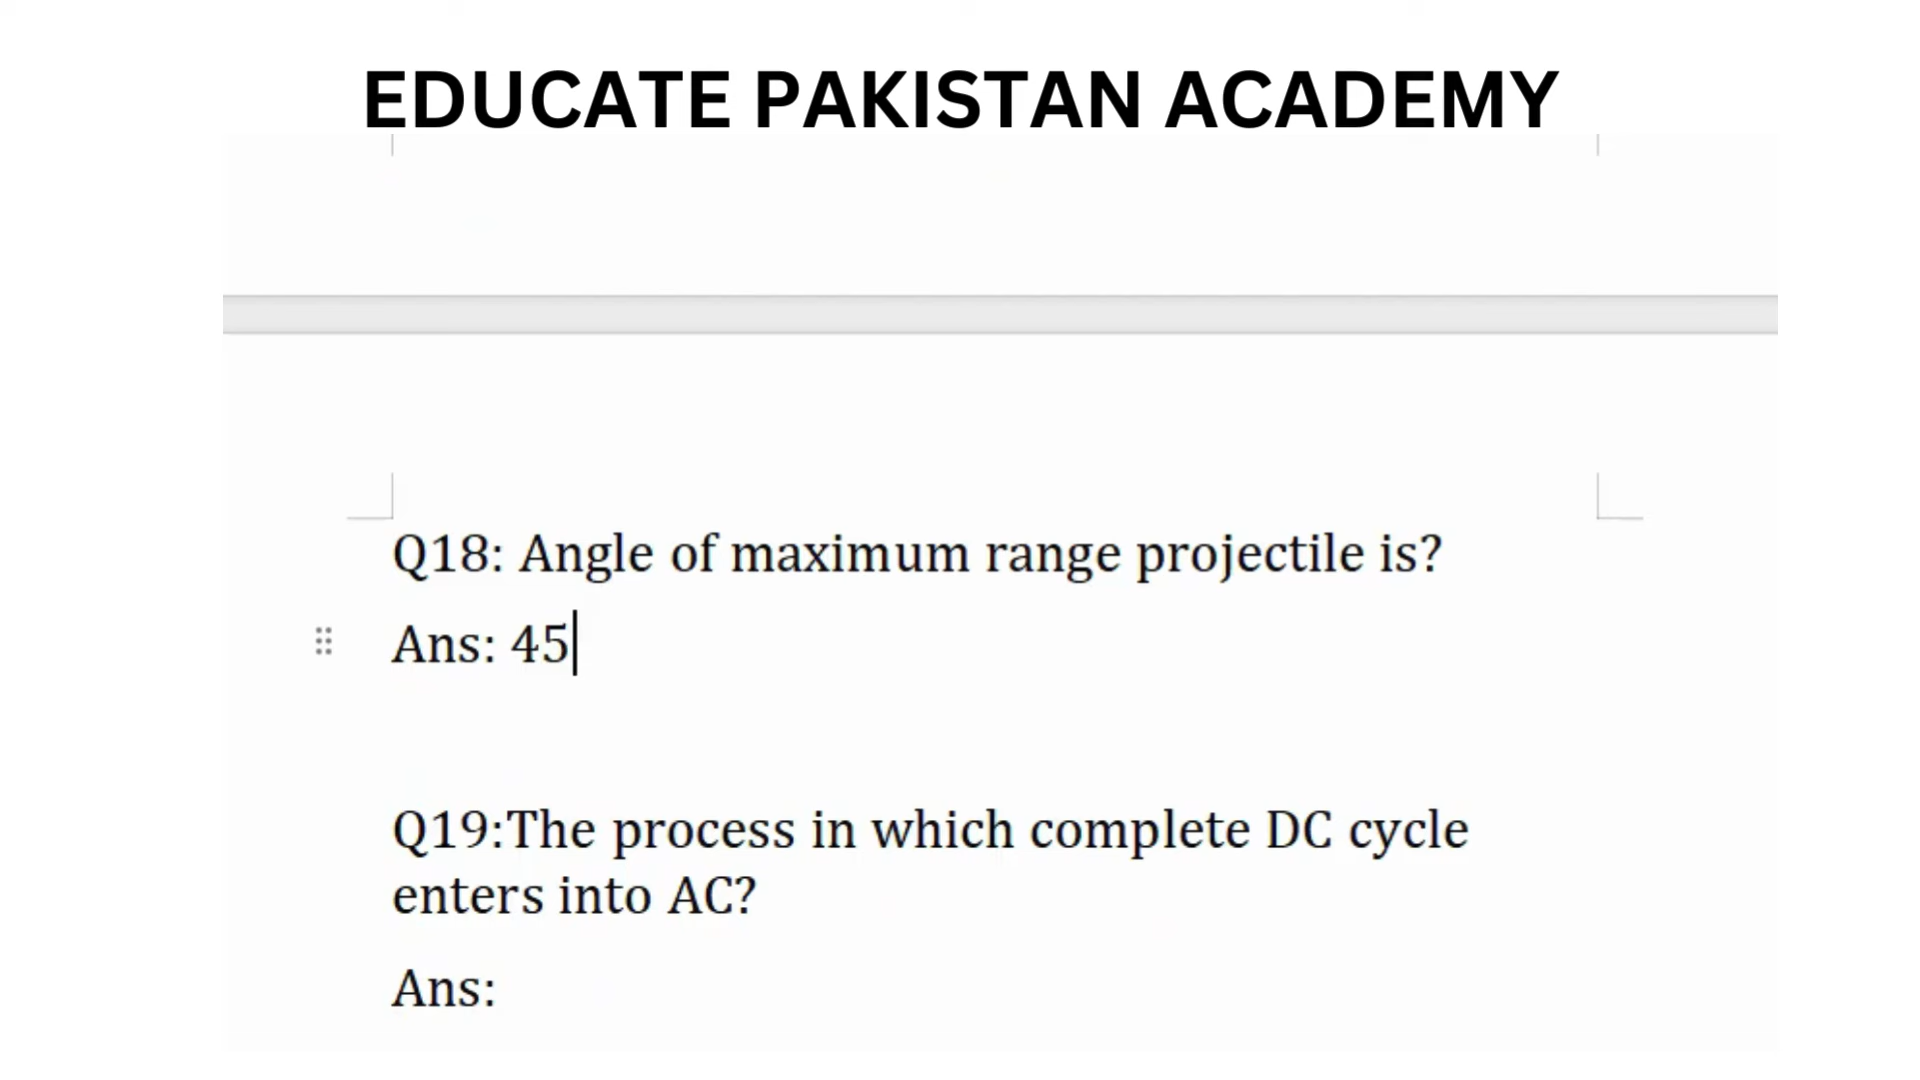 EDUCATE PAKISTAN ACADEMY
Q18: Angle of maximum range projectile is?
Ans: 45
Q19:The process in which complete DC cycle
enters into AC?
Ans: